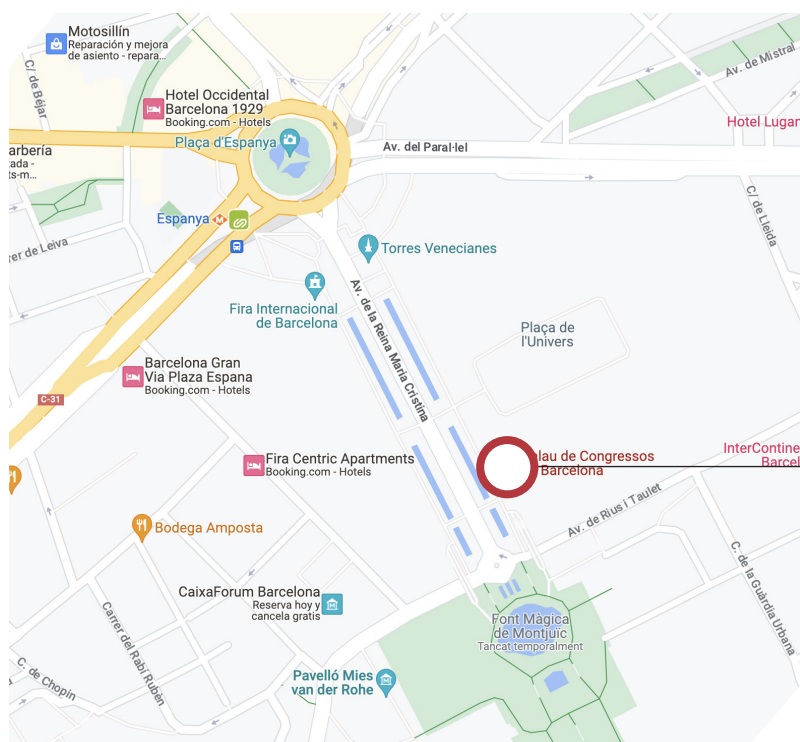 Motosillín
Reparación y mejora
de asiento - repara...
C/ de Béjar
Av. de Mistral
Hotel Occidental
Barcelona 1929
Booking.com - Hotels
Hotel Lugan
Plaça d'Espanya
Av. del Paral·lel
arbería
zada -
ts-m...
C/ de Lleida
Espanya
M
rer de Leiva
Torres Venecianes
Fira Internacional
de Barcelona
Av. de la Reina Maria Cristina
Plaça de
l'Univers
Barcelona Gran
Via Plaza Espana
Booking.com - Hotels
C-31
Fira Centric Apartments
Booking.com - Hotels
lau de Congressos
Barcelona
InterContine
Barcel
Av. de Rius i Taulet
Bodega Amposta
C. de la Guàrdia Urbana
CaixaForum Barcelona
Reserva hoy y
cancela gratis
Carrer del Rabí Rubén
Font Màgica
de Montjuïc
Tancat temporalment
C. de Chopin
Pavelló Mies
van der Rohe